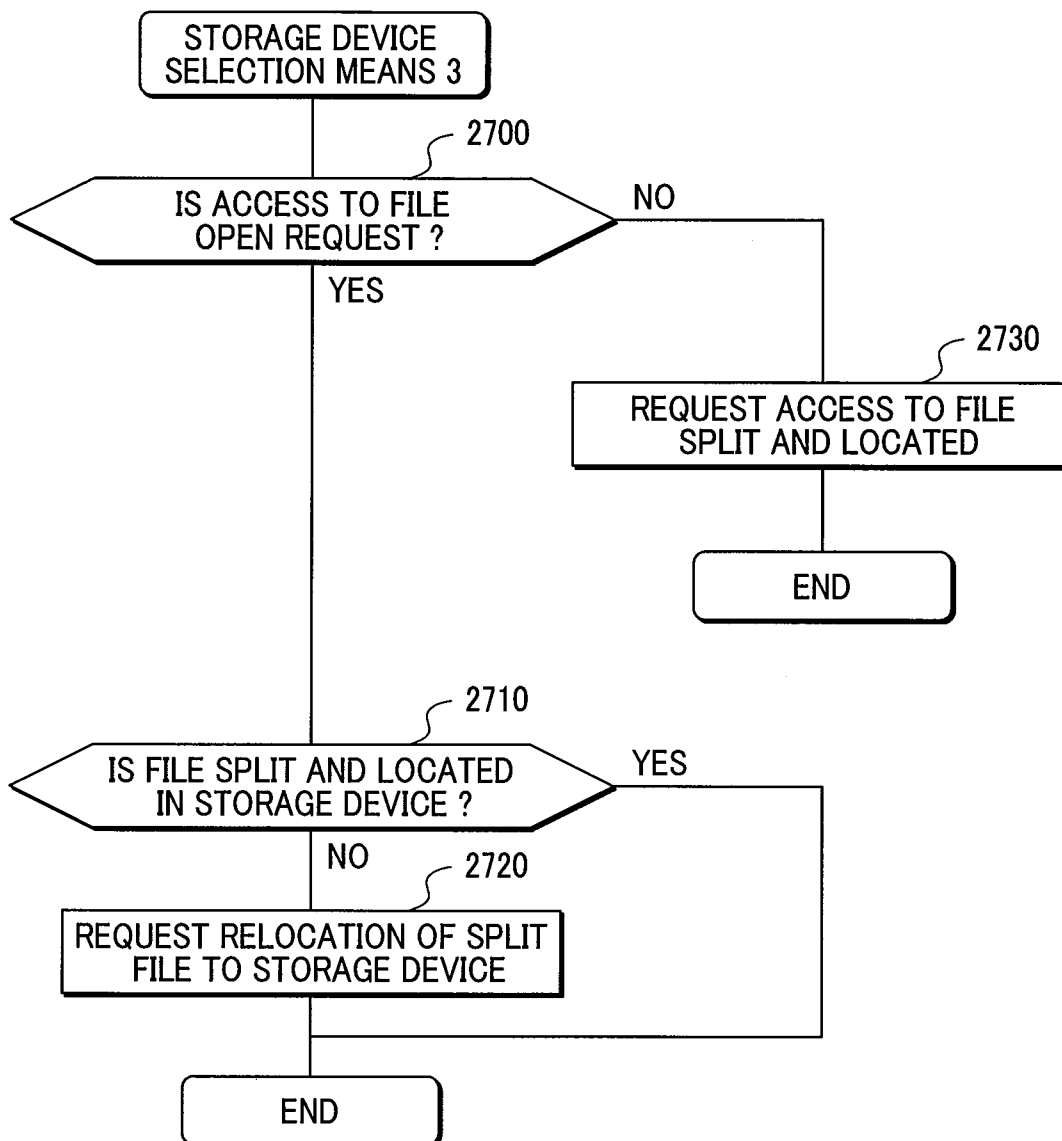 STORAGE DEVICE
SELECTION MEANS 3
2700
IS ACCESS TO FILE
OPEN REQUEST ?
NO
YES
2730
REQUEST ACCESS TO FILE
SPLIT AND LOCATED
END
2710
IS FILE SPLIT AND LOCATED
IN STORAGE DEVICE ?
YES
NO
2720
REQUEST RELOCATION OF SPLIT
FILE TO STORAGE DEVICE
END